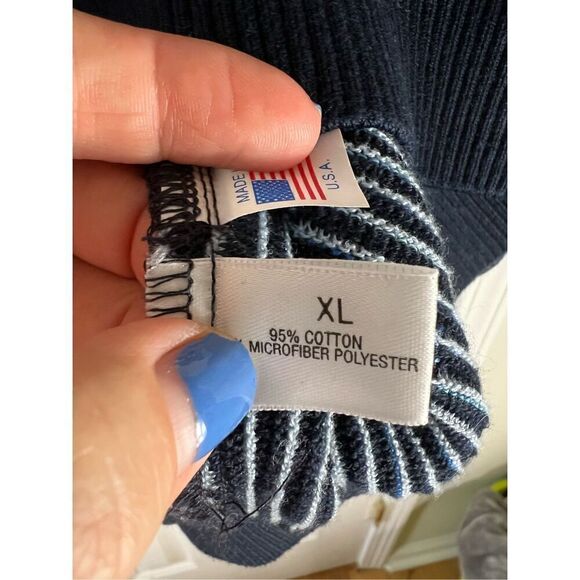 MADE
U.S.A.
XL
95% COTTON
% MICROFIBER POLYESTER